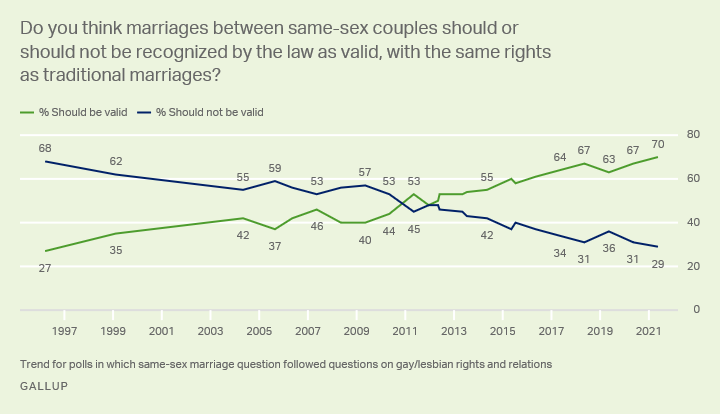 Do you think marriages between same-sex couples should or
should not be recognized by the law as valid, with the same rights
as traditional marriages?
% Should be valid % Should not be valid
80
68 62 55 59 53 57 53 53 55 64 67 63 67 70
60
40
27 35 42 37 46 40 44 45 42 34 31 36 31 29
20
0
1997 1999 2001 2003 2005 2007 2009 2011 2013 2015 2017 2019 2021
Trend for polls in which same-sex marriage question followed questions on gay/lesbian rights and relations
GALLUP